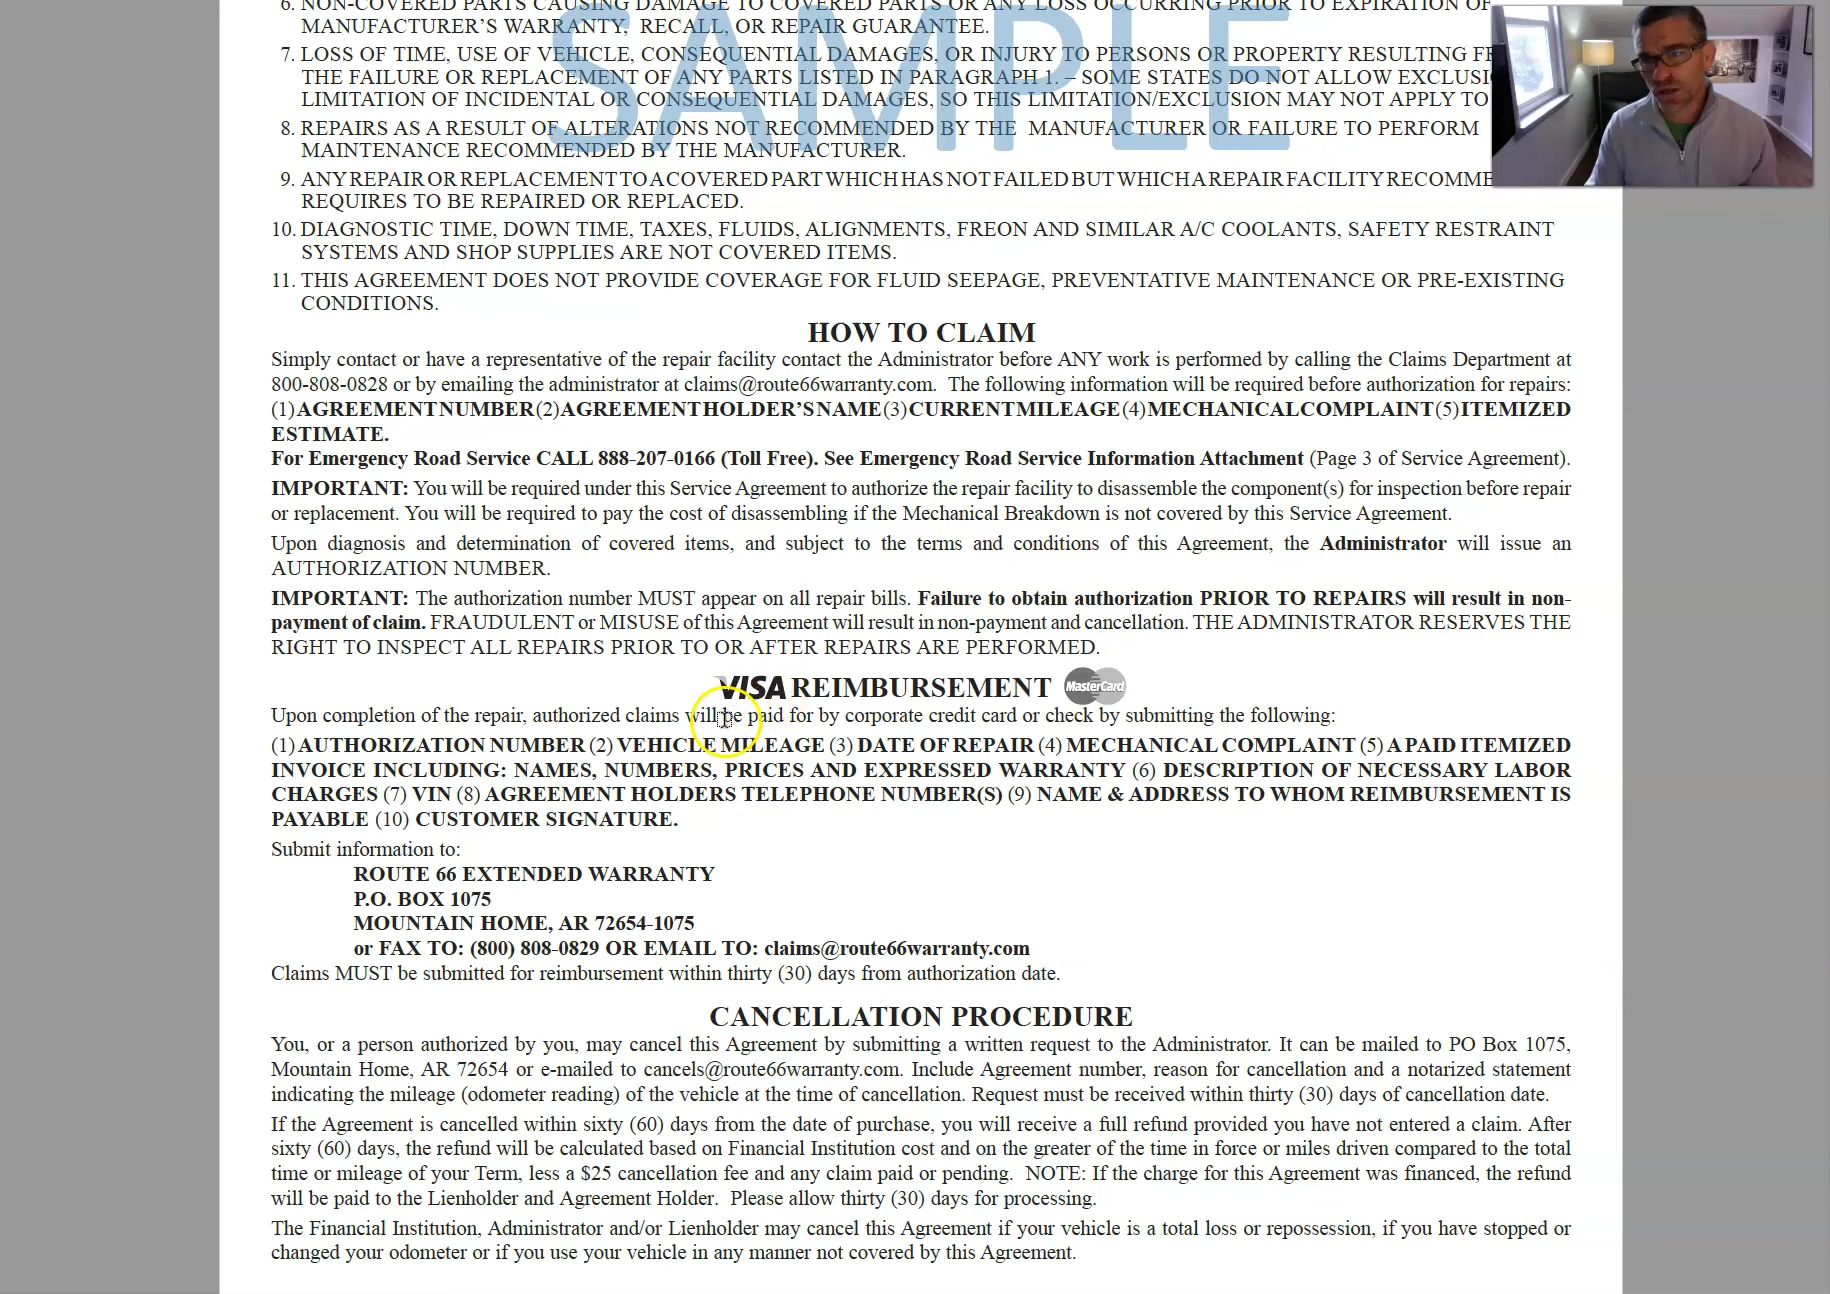 6. NON-COVERED PARTS CAUSING DAMAGE TO COVERED PARTS OR ANY LOSS OCCURRING PRIOR TO EXPIRATION OF
MANUFACTURER'S WARRANTY, RECALL, OR REPAIR GUARANTEE.
SAMPLE
7. LOSS OF TIME, USE OF VEHICLE, CONSEQUENTIAL DAMAGES, OR INJURY TO PERSONS OR PROPERTY RESULTING
THE FAILURE OR REPLACEMENT OF ANY PARTS LISTED IN PARAGRAPH 1. – SOME STATES DO NOT ALLOW
LIMITATION OF INCIDENTAL OR CONSEQUENTIAL DAMAGES, SO THIS LIMITATION/EXCLUSION MAY NOT APPLY TO
8. REPAIRS AS A RESULT OF ALTERATIONS NOT RECOMMENDED BY THE MANUFACTURER OR FAILURE TO PERFORM
MAINTENANCE RECOMMENDED BY THE MANUFACTURER.
9. ANY REPAIR OR REPLACEMENT TO A COVERED PART WHICH HAS NOT FAILED BUT WHICH A REPAIR FACILITY
REQUIRES TO BE REPAIRED OR REPLACED.
10. DIAGNOSTIC TIME, DOWN TIME, TAXES, FLUIDS, ALIGNMENTS, FREON AND SIMILAR A/C COOLANTS, SAFETY RESTRAINT
SYSTEMS AND SHOP SUPPLIES ARE NOT COVERED ITEMS.
11. THIS AGREEMENT DOES NOT PROVIDE COVERAGE FOR FLUID SEEPAGE, PREVENTATIVE MAINTENANCE OR PRE-EXISTING
CONDITIONS.
HOW TO CLAIM
Simply contact or have a representative of the repair facility contact the Administrator before ANY work is performed by calling the Claims Department at
800-808-0828 or by emailing the administrator at claims@route66warranty.com. The following information will be required before authorization for repairs:
(1) AGREEMENT NUMBER (2) AGREEMENT HOLDER'S NAME (3) CURRENT MILEAGE (4) MECHANICAL COMPLAINT (5) ITEMIZED
ESTIMATE.
For Emergency Road Service CALL 888-207-0166 (Toll Free). See Emergency Road Service Information Attachment (Page 3 of Service Agreement).
IMPORTANT: You will be required under this Service Agreement to authorize the repair facility to disassemble the component(s) for inspection before repair
or replacement. You will be required to pay the cost of disassembling if the Mechanical Breakdown is not covered by this Service Agreement.
Upon diagnosis and determination of covered items, and subject to the terms and conditions of this Agreement, the Administrator will issue an
AUTHORIZATION NUMBER.
IMPORTANT: The authorization number MUST appear on all repair bills. Failure to obtain authorization PRIOR TO REPAIRS will result in non-
payment of claim. FRAUDULENT or MISUSE of this Agreement will result in non-payment and cancellation. THE ADMINISTRATOR RESERVES THE
RIGHT TO INSPECT ALL REPAIRS PRIOR TO OR AFTER REPAIRS ARE PERFORMED.
VISA REIMBURSEMENT MasterCard
Upon completion of the repair, authorized claims will be paid for by corporate credit card or check by submitting the following:
(1) AUTHORIZATION NUMBER (2) VEHICLE MILEAGE (3) DATE OF REPAIR (4) MECHANICAL COMPLAINT (5) A PAID ITEMIZED
INVOICE INCLUDING: NAMES, NUMBERS, PRICES AND EXPRESSED WARRANTY (6) DESCRIPTION OF NECESSARY LABOR
CHARGES (7) VIN (8) AGREEMENT HOLDERS TELEPHONE NUMBER(S) (9) NAME & ADDRESS TO WHOM REIMBURSEMENT IS
PAYABLE (10) CUSTOMER SIGNATURE.
Submit information to:
ROUTE 66 EXTENDED WARRANTY
P.O. BOX 1075
MOUNTAIN HOME, AR 72654-1075
or FAX TO: (800) 808-0829 OR EMAIL TO: claims@route66warranty.com
Claims MUST be submitted for reimbursement within thirty (30) days from authorization date.
CANCELLATION PROCEDURE
You, or a person authorized by you, may cancel this Agreement by submitting a written request to the Administrator. It can be mailed to PO Box 1075,
Mountain Home, AR 72654 or e-mailed to cancels@route66warranty.com. Include Agreement number, reason for cancellation and a notarized statement
indicating the mileage (odometer reading) of the vehicle at the time of cancellation. Request must be received within thirty (30) days of cancellation date.
If the Agreement is cancelled within sixty (60) days from the date of purchase, you will receive a full refund provided you have not entered a claim. After
sixty (60) days, the refund will be calculated based on Financial Institution cost and on the greater of the time in force or miles driven compared to the total
time or mileage of your Term, less a $25 cancellation fee and any claim paid or pending. NOTE: If the charge for this Agreement was financed, the refund
will be paid to the Lienholder and Agreement Holder. Please allow thirty (30) days for processing.
The Financial Institution, Administrator and/or Lienholder may cancel this Agreement if your vehicle is a total loss or repossession, if you have stopped or
changed your odometer or if you use your vehicle in any manner not covered by this Agreement.